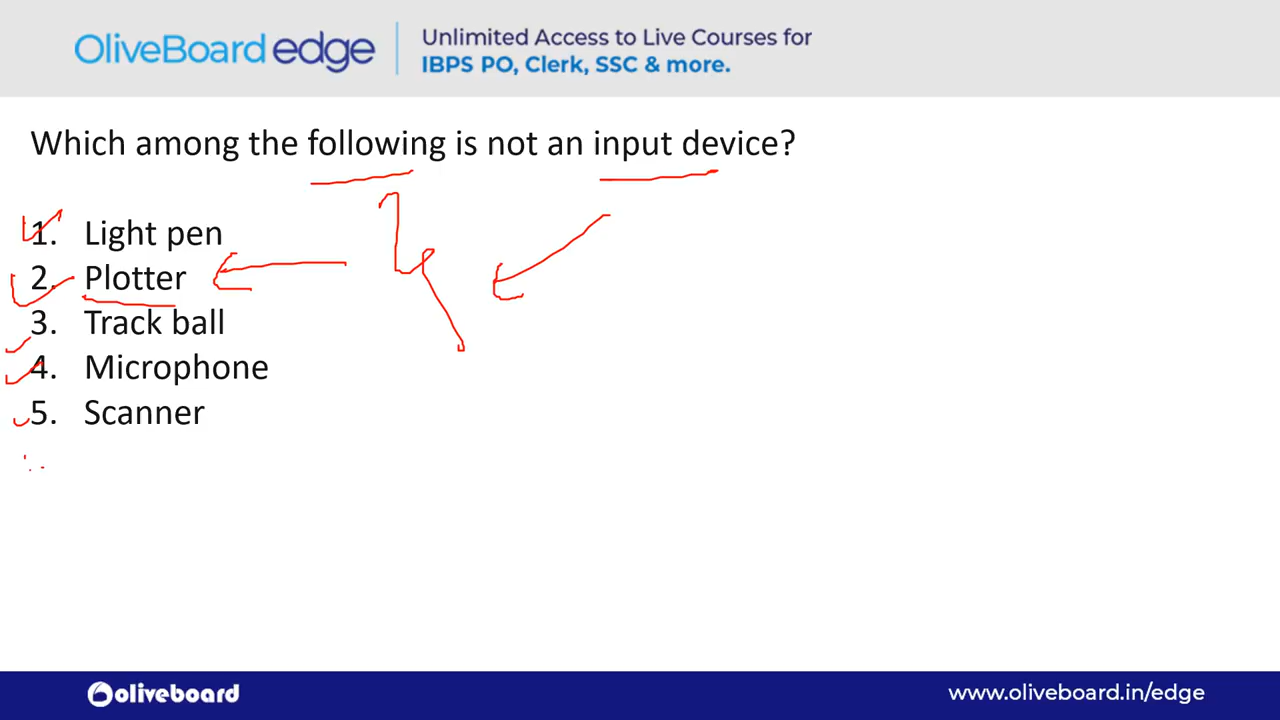 OliveBoard edge
Unlimited Access to Live Courses for
IBPS PO, Clerk, SSC & more.
Which among the following is not an input device?
1. Light pen
2. Plotter
3. Track ball
4. Microphone
5. Scanner
oliveboard
www.oliveboard.in/edge